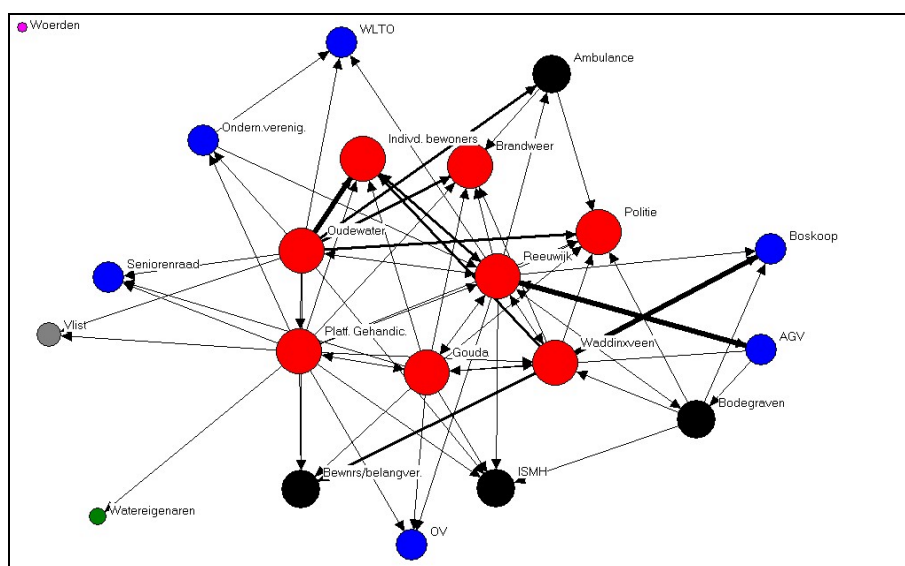 Woerden
WLTO
Ambulance
Ondern.verenig.
Indivd. bewoners
Brandweer
Politie
Oudewater
Boskoop
Reeuwijk
Seniorenraad
Vlist
Platf. Gehandic.
Gouda
Waddinxveen
AGV
Bodegraven
Bewnrs/belangver.
ISMH
Watereigenaren
OV